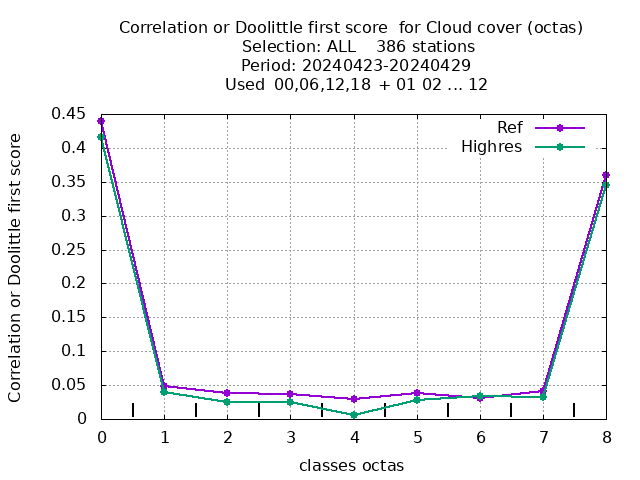 Correlation or Doolittle first score  for Cloud cover (octas)
Selection: ALL    386 stations
Period: 20240423-20240429
Used  00,06,12,18 + 01 02 ... 12
Correlation or Doolittle first score
0.45
0.4
0.35
0.3
0.25
0.2
0.15
0.1
0.05
0
Ref
Highres
0 1 2 3 4 5 6 7 8
classes octas